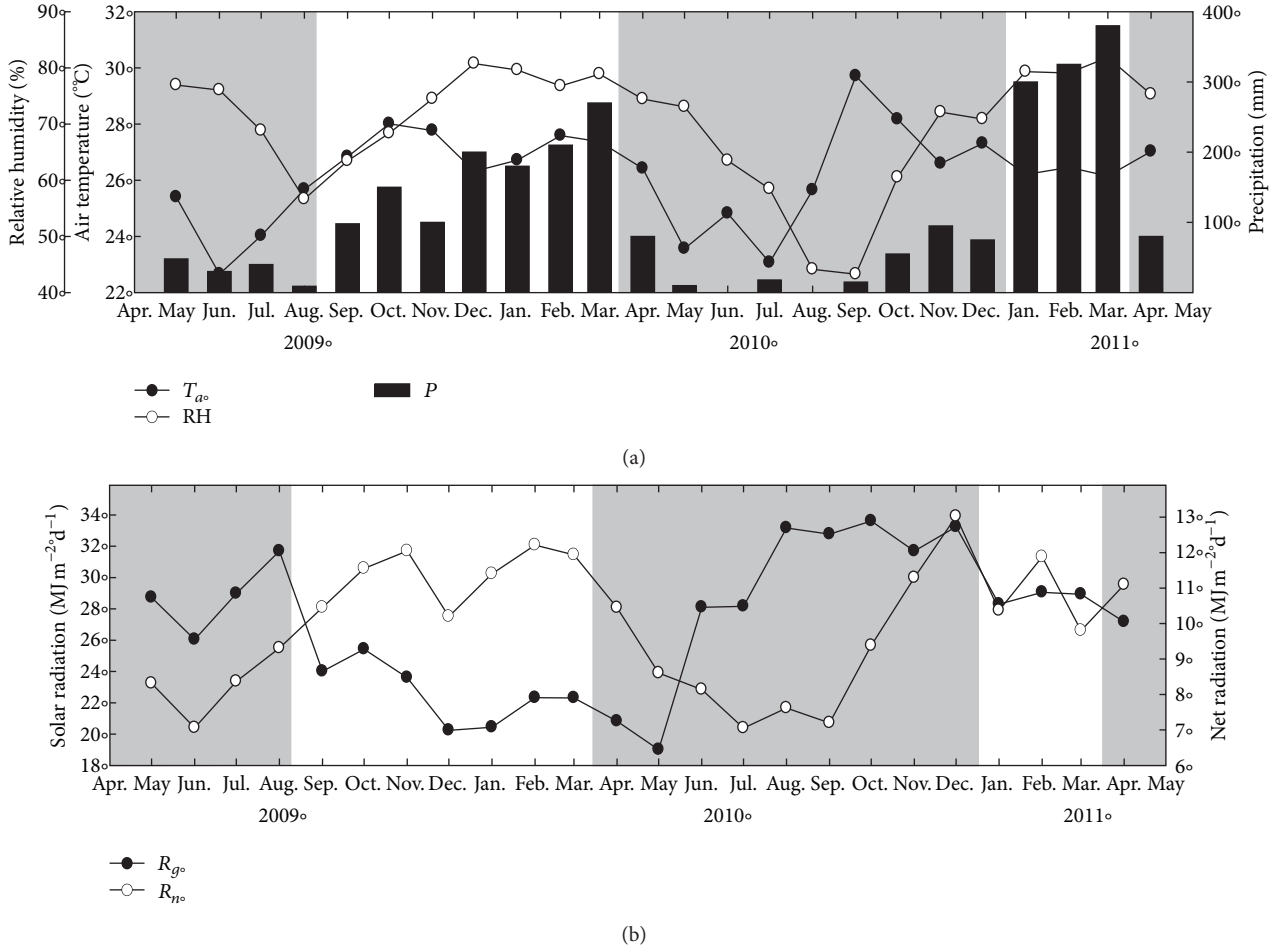 Relative humidity (%)
90∘
80∘
70∘
60∘
50∘
40∘
Air temperature (∘∘C)
32∘
30∘
28∘
26∘
24∘
22∘
400∘
300∘
200∘
100∘
Precipitation (mm)
Apr. May Jun. Jul. Aug. Sep. Oct. Nov. Dec. Jan. Feb. Mar. Apr. May Jun. Jul. Aug. Sep. Oct. Nov. Dec. Jan. Feb. Mar. Apr. May
2009∘ 2010∘ 2011∘
Ta∘ P
RH
(a)
Solar radiation (MJ m−2∘d−1)
34∘
32∘
30∘
28∘
26∘
24∘
22∘
20∘
18∘
13∘
12∘
11∘
10∘
9∘
8∘
7∘
6∘
Net radiation (MJ m−2∘d−1)
Apr. May Jun. Jul. Aug. Sep. Oct. Nov. Dec. Jan. Feb. Mar. Apr. May Jun. Jul. Aug. Sep. Oct. Nov. Dec. Jan. Feb. Mar. Apr. May
2009∘ 2010∘ 2011∘
Rg∘
Rn∘
(b)